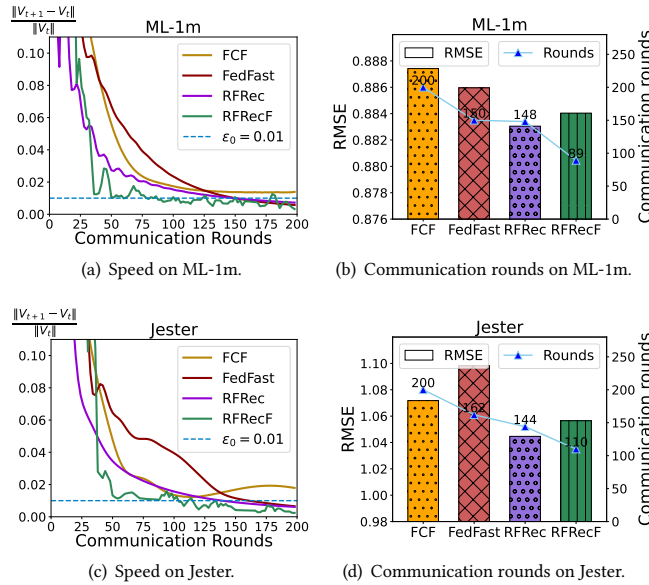 ‖V_{t+1} − V_t‖
‖V_t‖
ML-1m
0.10
0.08
0.06
0.04
0.02
0.00
FCF
FedFast
RFRec
RFRecF
ε₀ = 0.01
0 25 50 75 100 125 150 175 200
Communication Rounds
(a) Speed on ML-1m.
ML-1m
RMSE
Rounds
0.888
0.886
0.884
0.882
0.880
0.878
0.876
RMSE
200
150
148
89
250
200
150
100
50
0
Communication rounds
FCF FedFast RFRec RFRecF
(b) Communication rounds on ML-1m.
‖V_{t+1} − V_t‖
‖V_t‖
Jester
0.10
0.08
0.06
0.04
0.02
0.00
FCF
FedFast
RFRec
RFRecF
ε₀ = 0.01
0 25 50 75 100 125 150 175 200
Communication Rounds
(c) Speed on Jester.
Jester
RMSE
Rounds
1.10
1.08
1.06
1.04
1.02
1.00
0.98
RMSE
200
162
144
110
250
200
150
100
50
0
Communication rounds
FCF FedFast RFRec RFRecF
(d) Communication rounds on Jester.